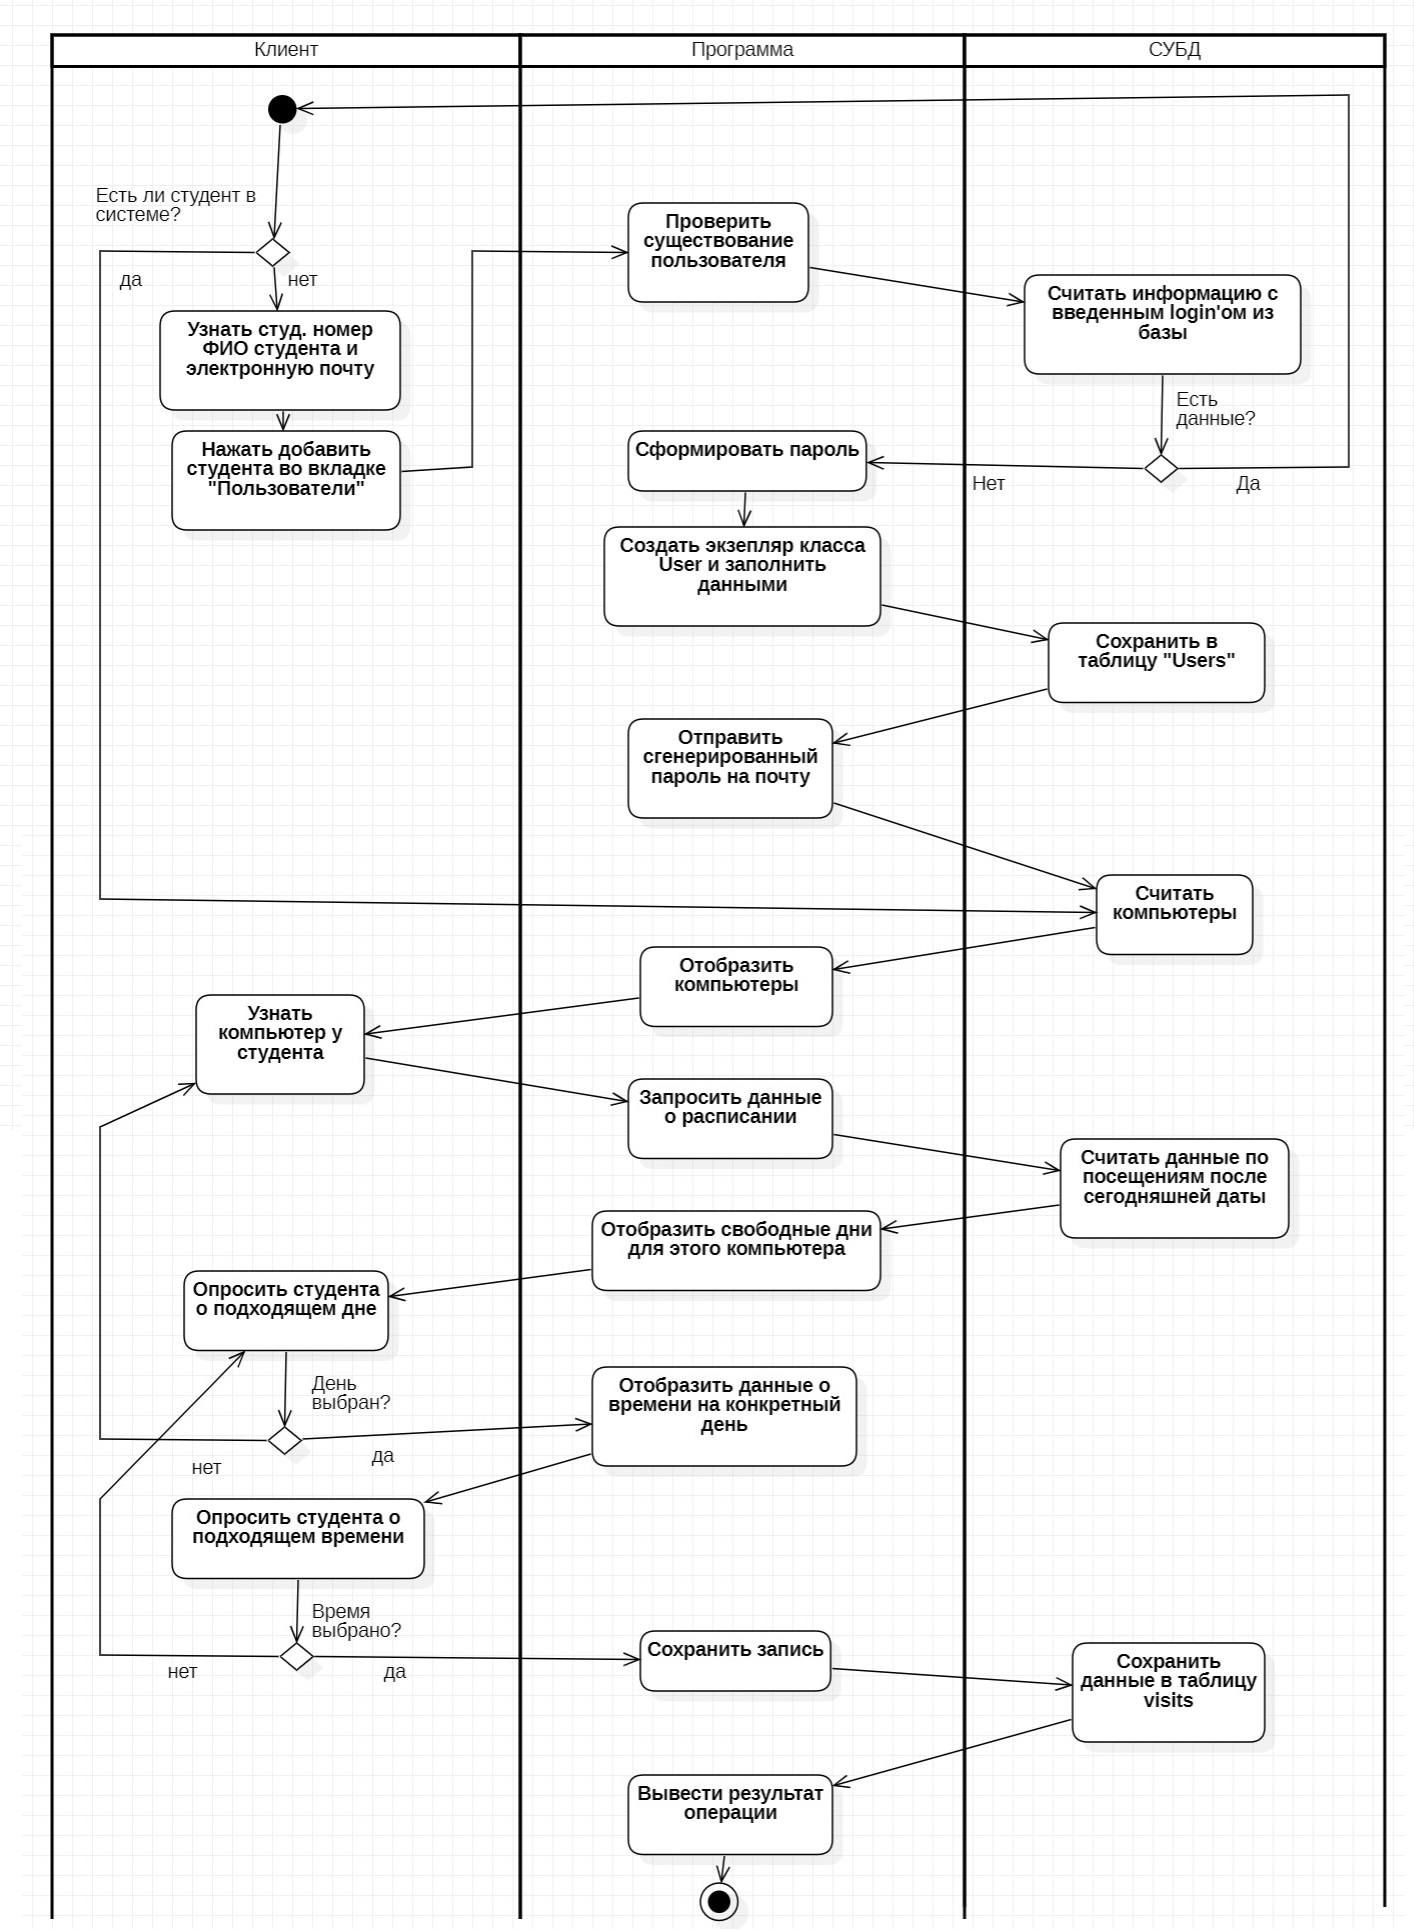 Клиент
Программа
СУБД
Есть ли студент в
системе?
да
нет
Проверить
существование
пользователя
Считать информацию с
введенным login'ом из
базы
Узнать студ. номер
ФИО студента и
электронную почту
Есть
данные?
Нажать добавить
студента во вкладке
"Пользователи"
Сформировать пароль
Нет
Да
Создать экзепляр класса
User и заполнить
данными
Сохранить в
таблицу "Users"
Отправить
сгенерированный
пароль на почту
Считать
компьютеры
Отобразить
компьютеры
Узнать
компьютер у
студента
Запросить данные
о расписании
Считать данные по
посещениям после
сегодняшней даты
Отобразить свободные дни
для этого компьютера
Опросить студента
о подходящем дне
День
выбран?
нет
да
Отобразить данные о
времени на конкретный
день
Опросить студента о
подходящем времени
Время
выбрано?
нет
да
Сохранить запись
Сохранить
данные в таблицу
visits
Вывести результат
операции